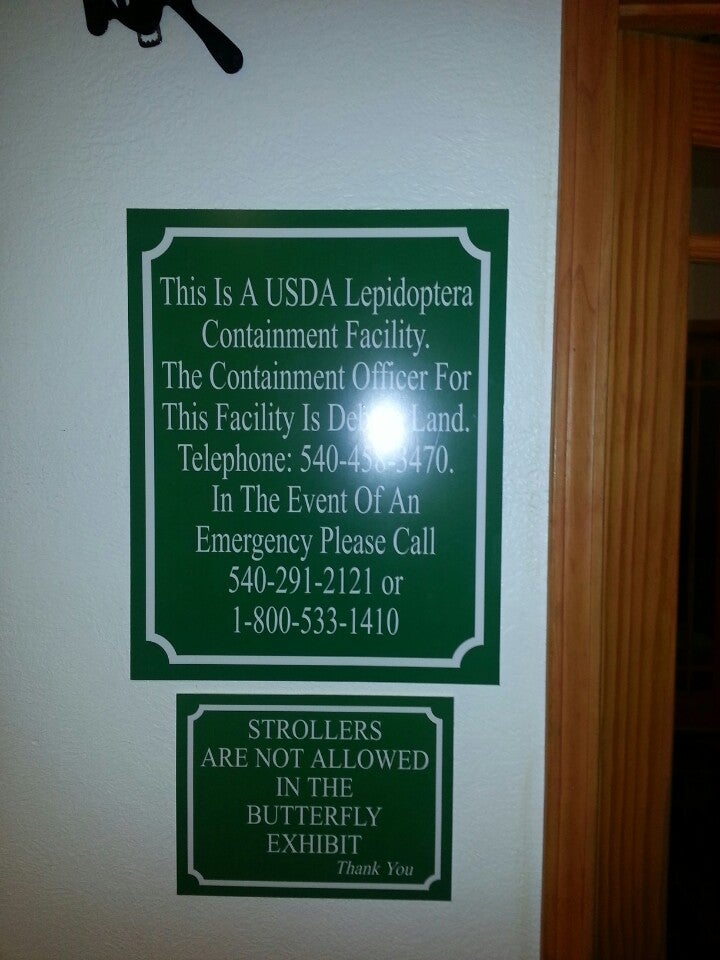 This Is A USDA Lepidoptera
Containment Facility.
The Containment Officer For
This Facility Is Land.
Telephone:
In The Event Of An
Emergency Please Call
540-291-2121 or
1-800-533-1410
STROLLERS
ARE NOT ALLOWED
IN THE
BUTTERFLY
EXHIBIT
Thank You